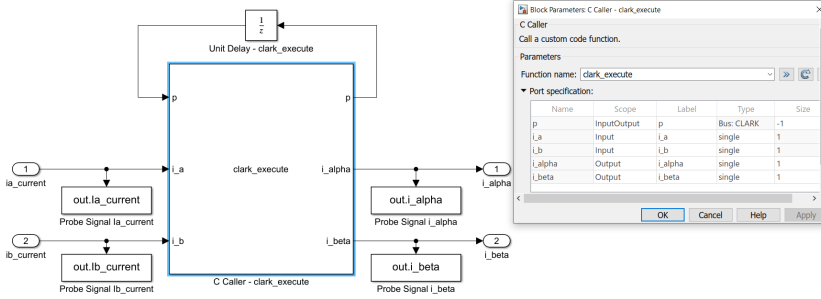 1
z
Unit Delay - clark_execute
p
p
1
ia_current
i_a
clark_execute
i_alpha
1
i_alpha
out.Ia_current
Probe Signal Ia_current
out.i_alpha
Probe Signal i_alpha
2
ib_current
i_b
i_beta
2
i_beta
out.Ib_current
Probe Signal Ib_current
out.i_beta
Probe Signal i_beta
C Caller - clark_execute
Block Parameters: C Caller - clark_execute
C Caller
Call a custom code function.
Parameters
Function name: clark_execute
Port specification:
Name Scope Label Type Size
p InputOutput p Bus: CLARK -1
i_a Input i_a single 1
i_b Input i_b single 1
i_alpha Output i_alpha single 1
i_beta Output i_beta single 1
OK Cancel Help Apply